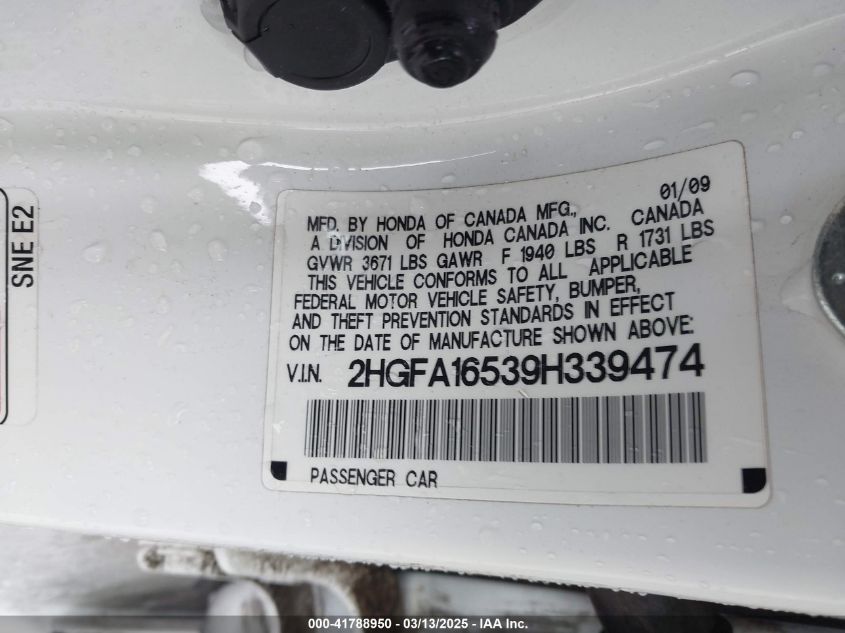 SNE E2
01/09
MFD. BY HONDA OF CANADA MFG.,
A DIVISION OF HONDA CANADA INC. CANADA
GVWR 3671 LBS GAWR F 1940 LBS R 1731 LBS
THIS VEHICLE CONFORMS TO ALL APPLICABLE
FEDERAL MOTOR VEHICLE SAFETY, BUMPER,
AND THEFT PREVENTION STANDARDS IN EFFECT
ON THE DATE OF MANUFACTURE SHOWN ABOVE:
V.I.N. 2HGFA16539H339474
PASSENGER CAR
000-41788950 - 03/13/2025 - IAA Inc.